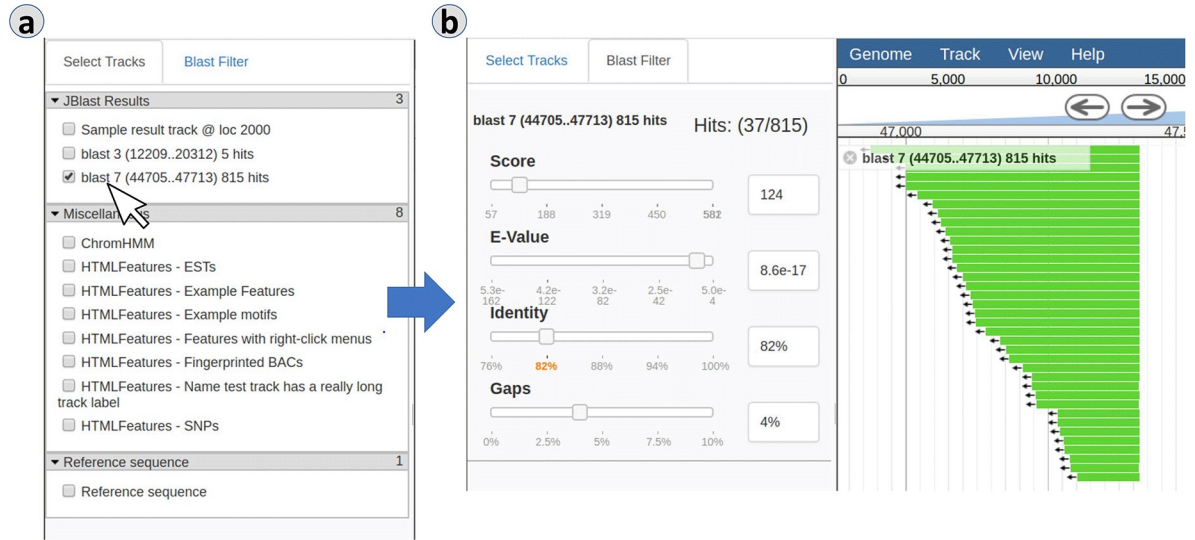 a
Select Tracks Blast Filter
JBlast Results 3
Sample result track @ loc 2000
blast 3 (12209..20312) 5 hits
blast 7 (44705..47713) 815 hits
Miscellaneous 8
ChromHMM
HTMLFeatures - ESTs
HTMLFeatures - Example Features
HTMLFeatures - Example motifs
HTMLFeatures - Features with right-click menus
HTMLFeatures - Fingerprinted BACs
HTMLFeatures - Name test track has a really long
track label
HTMLFeatures - SNPs
Reference sequence 1
Reference sequence
b
Select Tracks Blast Filter
blast 7 (44705..47713) 815 hits Hits: (37/815)
Score
124
57 188 319 450 582
E-Value
8.6e-17
5.3e-162 4.2e-122 3.2e-82 2.5e-42 5.0e-4
Identity
82%
76% 82% 88% 94% 100%
Gaps
4%
0% 2.5% 5% 7.5% 10%
Genome Track View Help
0 5,000 10,000 15,000
47,000 47,5
blast 7 (44705..47713) 815 hits